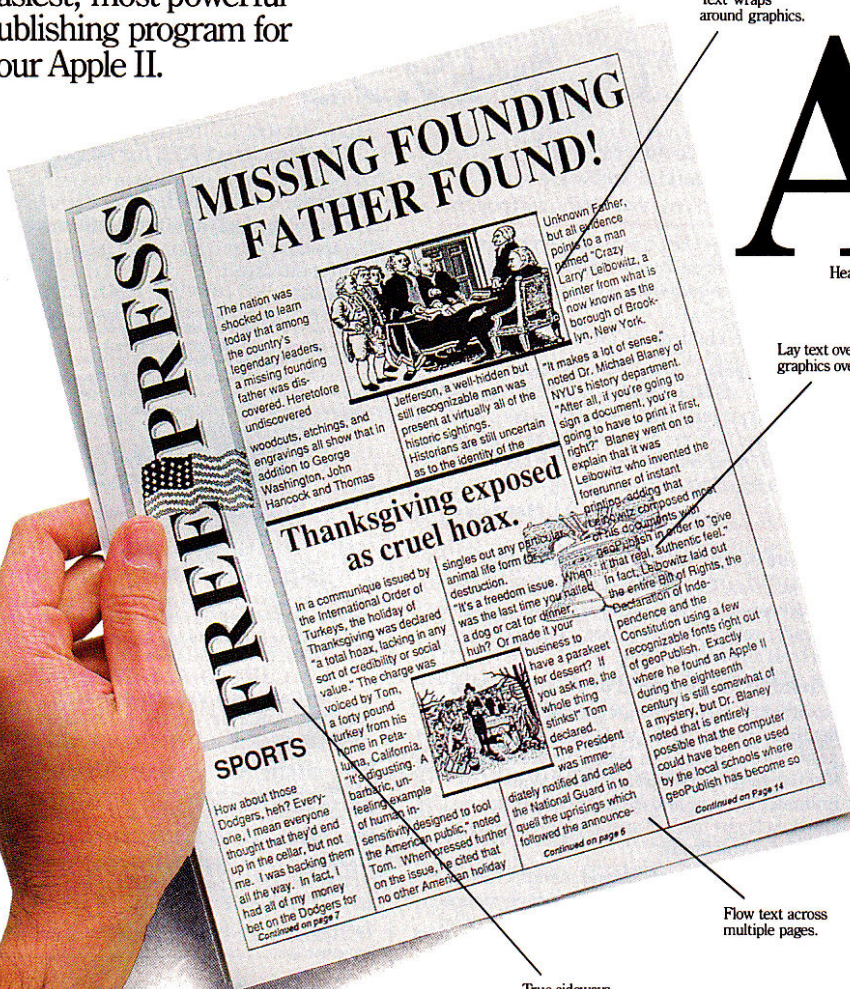 easiest, most powerful
ublishing program for
our Apple II.
Text wraps
around graphics.
A
Hea
Lay text ove
graphics ove
FREE PRESS
MISSING FOUNDING
FATHER FOUND!
The nation was
shocked to learn
today that among
the country's
legendary leaders,
a missing founding
father was dis-
covered. Heretofore
undiscovered
woodcuts, etchings, and
engravings all show that in
addition to George
Washington, John
Hancock and Thomas
Jefferson, a well-hidden but
still recognizable man was
present at virtually all of the
historic sightings.
Historians are still uncertain
as to the identity of the
Unknown Father,
but all evidence
points to a man
named "Crazy
Larry" Leibowitz, a
printer from what is
now known as the
borough of Brook-
lyn, New York.
"It makes a lot of sense,"
noted Dr. Michael Blaney of
NYU's history department.
"After all, if you're going to
sign a document, you're
going to have to print it first,
right?" Blaney went on to
explain that it was
Leibowitz who invented the
forerunner of instant
printing, adding that
Leibowitz composed most
of his documents with
geoPublish in order to "give
it that real, authentic feel."
In fact, Leibowitz laid out
the entire Bill of Rights, the
Declaration of Inde-
pendence and the
Constitution using a few
recognizable fonts right out
of geoPublish. Exactly
where he found an Apple II
during the eighteenth
century is still somewhat of
a mystery, but Dr. Blaney
noted that is entirely
possible that the computer
could have been one used
by the local schools where
geoPublish has become so
Continued on Page 14
Thanksgiving exposed
as cruel hoax.
In a communique issued by
the International Order of
Turkeys, the holiday of
Thanksgiving was declared
"a total hoax, lacking in any
sort of credibility or social
value." The charge was
voiced by Tom,
a forty pound
turkey from his
home in Peta-
luma, California.
"It's digusting. A
barbaric, un-
feeling example
of human in-
sensitivity designed to fool
the American public," noted
Tom. When pressed further
on the issue, he cited that
no other American holiday
singles out any particular
animal life form for
destruction.
"It's a freedom issue. When
was the last time you nailed
a dog or cat for dinner,
huh? Or made it your
business to
have a parakeet
for dessert? If
you ask me, the
whole thing
stinks!" Tom
declared.
The President
was imme-
diately notified and called
the National Guard in to
quell the uprisings which
followed the announce-
Continued on page 6
SPORTS
How about those
Dodgers, heh? Every-
one, I mean everyone
thought that they'd end
up in the cellar, but not
me. I was backing them
all the way. In fact, I
had all of my money
bet on the Dodgers for
Continued on page 7
Flow text across
multiple pages.
True sideways